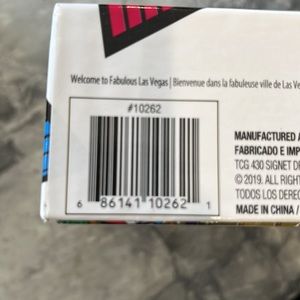 Welcome to Fabulous Las Vegas | Bienvenue dans la fabuleuse ville de Las Ve
#10262
MANUFACTURED A
FABRICADO E IMP
TCG 430 SIGNET D
© 2019. ALL RIGH
TODOS LOS DEREC
MADE IN CHINA /
6 86141 10262 1